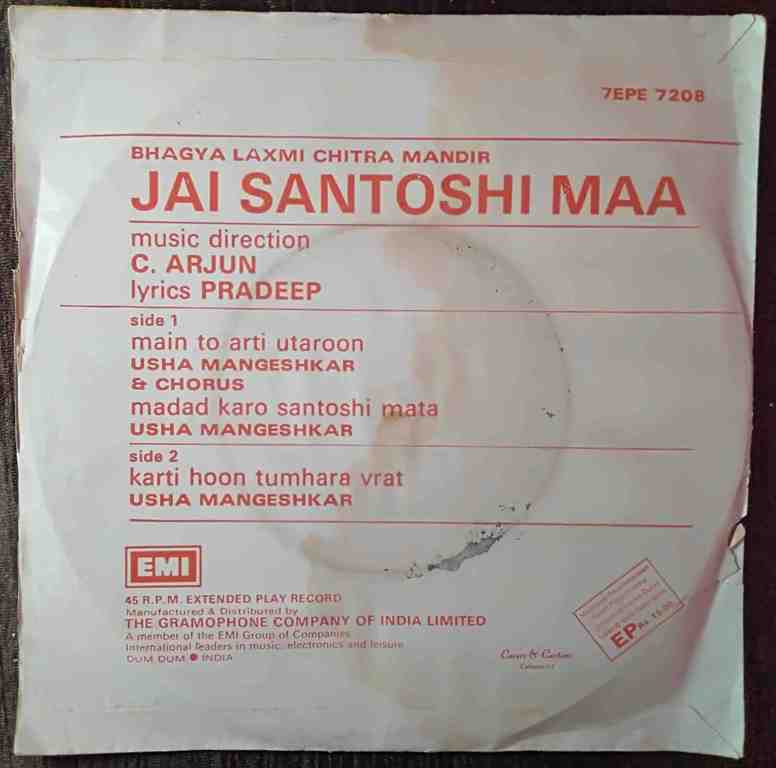 7EPE 7208
BHAGYA LAXMI CHITRA MANDIR
JAI SANTOSHI MAA
music direction
C. ARJUN
lyrics PRADEEP
side 1
main to arti utaroon
USHA MANGESHKAR
& CHORUS
madad karo santoshi mata
USHA MANGESHKAR
side 2
karti hoon tumhara vrat
USHA MANGESHKAR
EMI
45 R.P.M. EXTENDED PLAY RECORD
Manufactured & Distributed by
THE GRAMOPHONE COMPANY OF INDIA LIMITED
A member of the EMI Group of Companies
International leaders in music, electronics and leisure
DUM DUM ● INDIA
EP Rs.